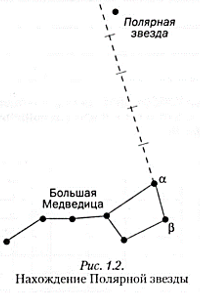 Полярная
звезда
α
Большая
Медведица
β
Рис. 1.2.
Нахождение Полярной звезды